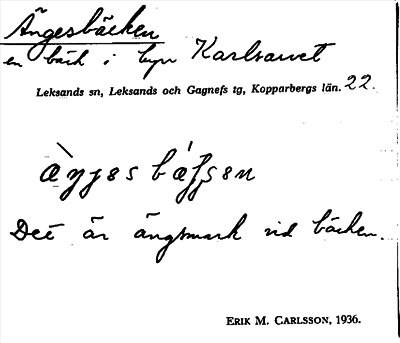 Ängesbäcken
en bäck i byn Karlsarvet
Leksands sn, Leksands och Gagnefs tg, Kopparbergs län. 22.
Det är ängsmark vid bäcken.
ERIK M. CARLSSON, 1936.